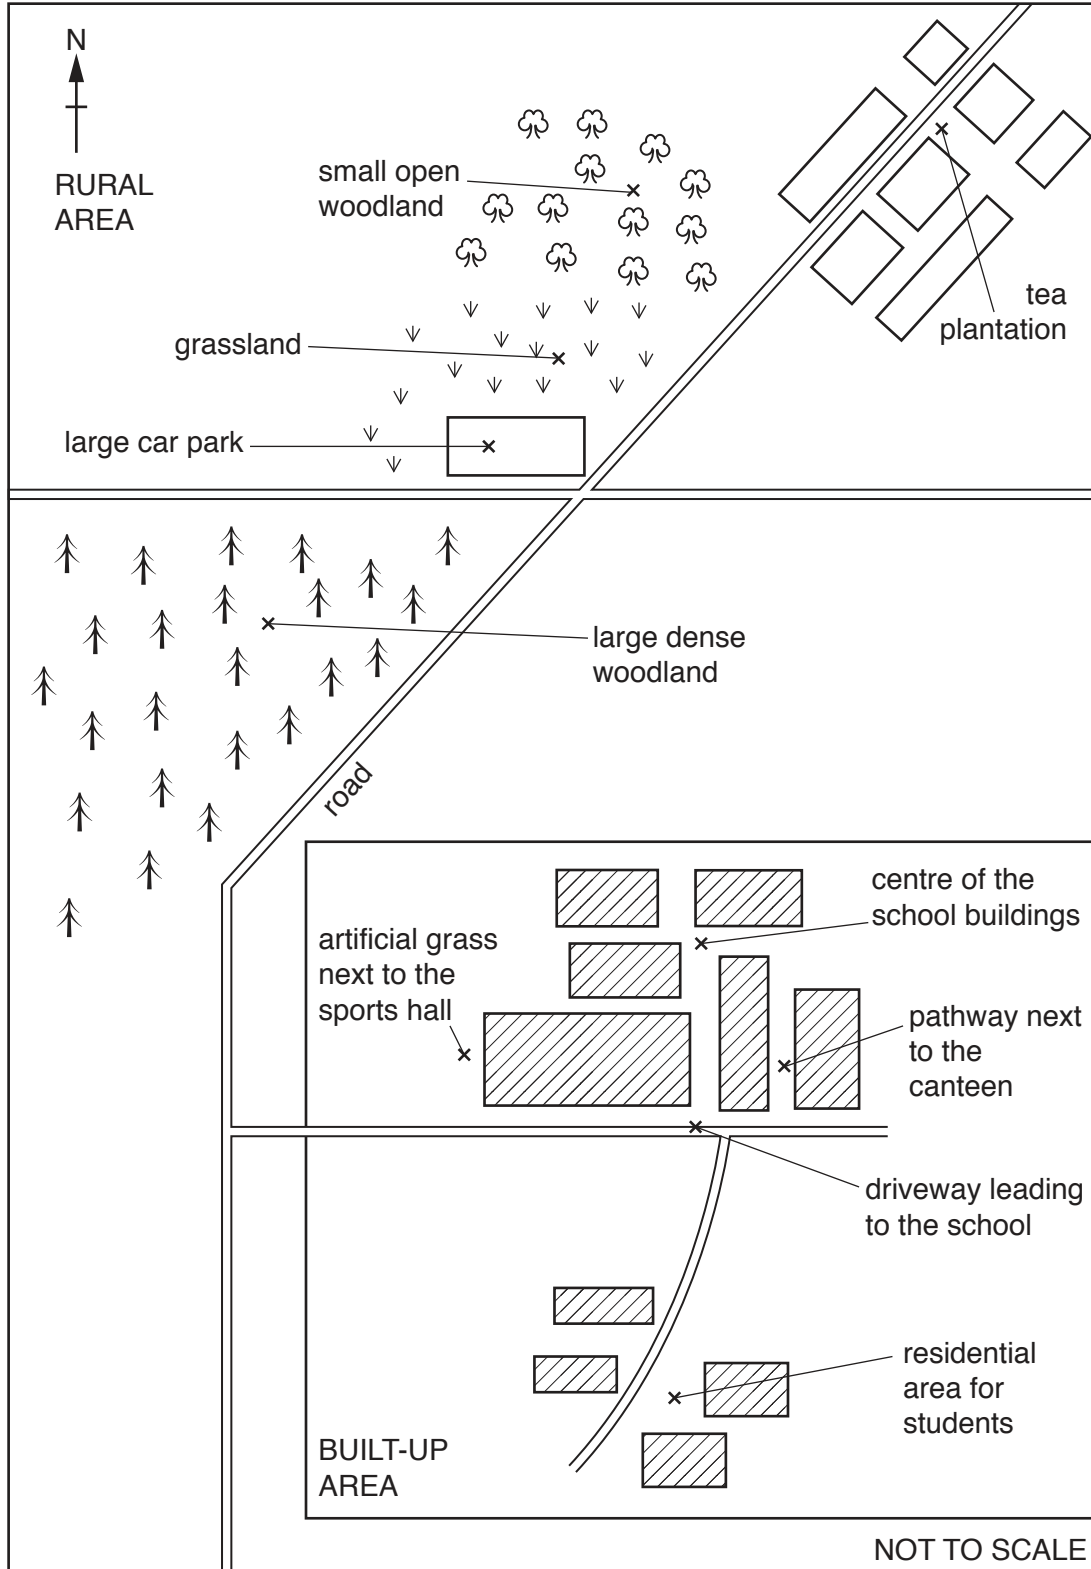 N
RURAL
AREA
small open
woodland
tea
plantation
grassland
large car park
large dense
woodland
road
centre of the
school buildings
artificial grass
next to the
sports hall
pathway next
to the
canteen
driveway leading
to the school
residential
area for
students
BUILT-UP
AREA
NOT TO SCALE